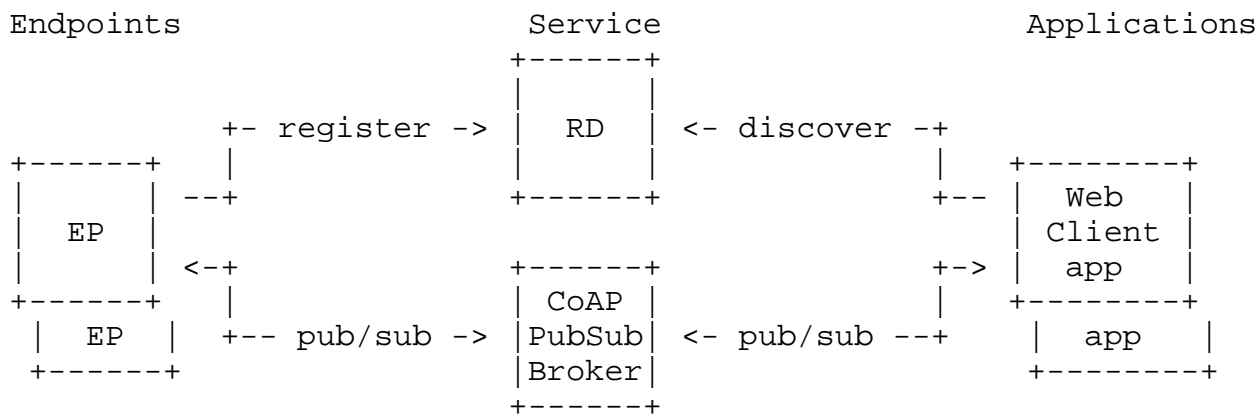 Endpoints                     Service                      Applications
                             +------+
                             |      |
            +- register ->   |  RD  |   <- discover -+
+------+    |                |      |                |    +--------+
|      | --+                 +------+                +--  |  Web   |
|  EP  |                                                  | Client |
|      | <-+                 +------+                +->  |  app   |
+------+    |                | CoAP |                |    +--------+
 |  EP  |   +-- pub/sub ->   |PubSub|   <- pub/sub --+     |  app   |
 +------+                    |Broker|                      +--------+
                             +------+